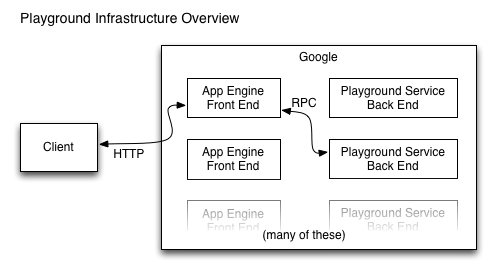 Playground Infrastructure Overview
Google
App Engine
Front End
Playground Service
Back End
RPC
Client
HTTP
App Engine
Front End
Playground Service
Back End
App Engine
Front End
Playground Service
Back End
(many of these)